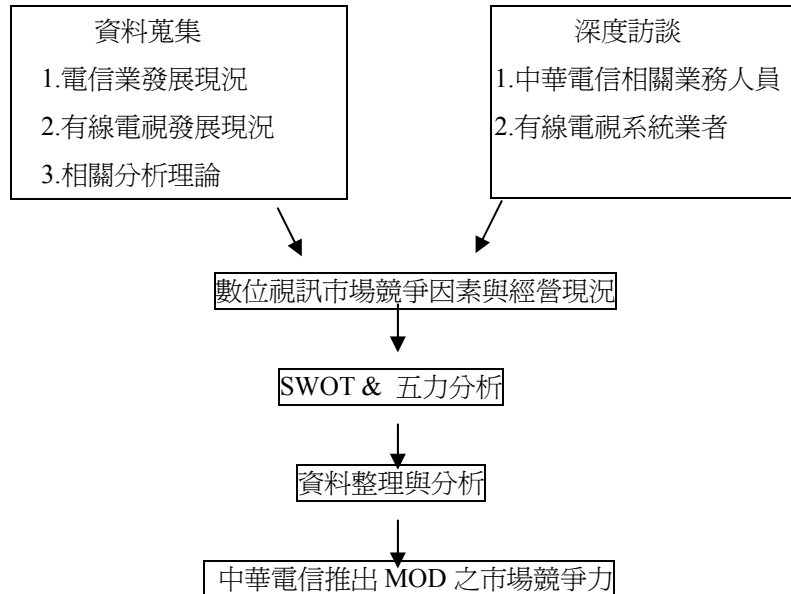 資料蒐集
1.電信業發展現況
2.有線電視發展現況
3.相關分析理論
深度訪談
1.中華電信相關業務人員
2.有線電視系統業者
數位視訊市場競爭因素與經營現況
SWOT & 五力分析
資料整理與分析
中華電信推出 MOD 之市場競爭力